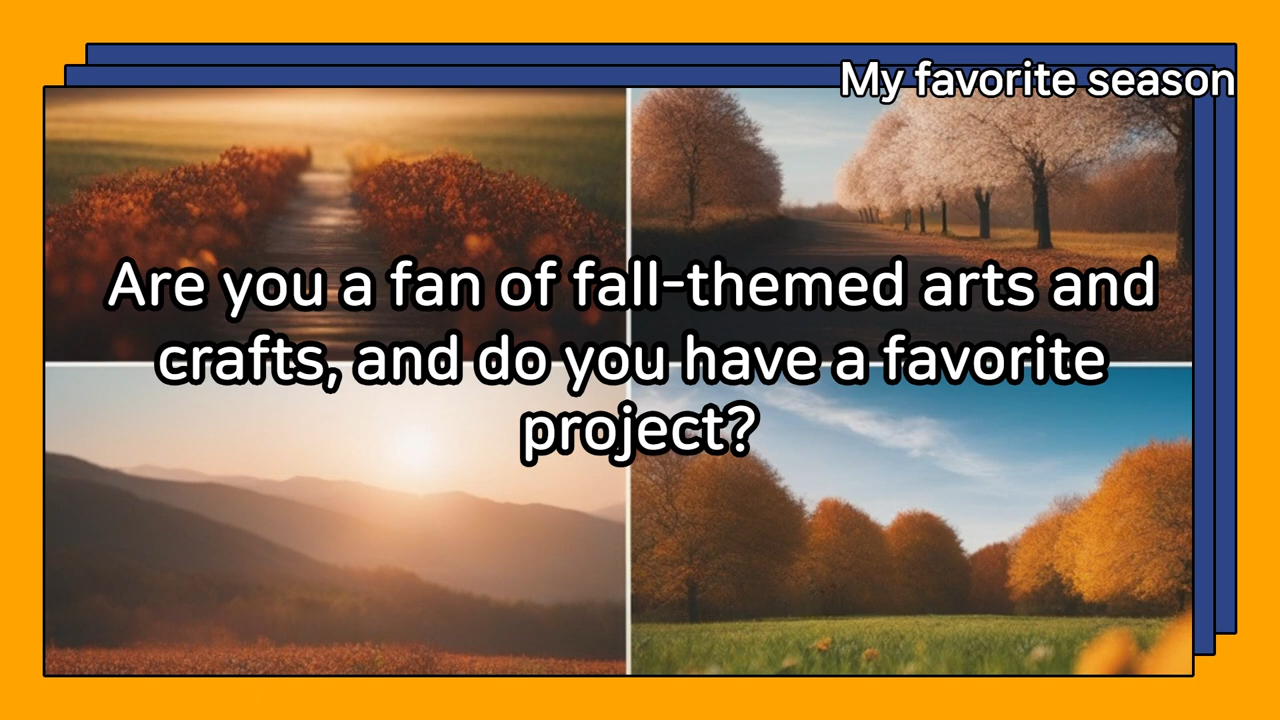 My favorite season
Are you a fan of fall-themed arts and
crafts, and do you have a favorite
project?